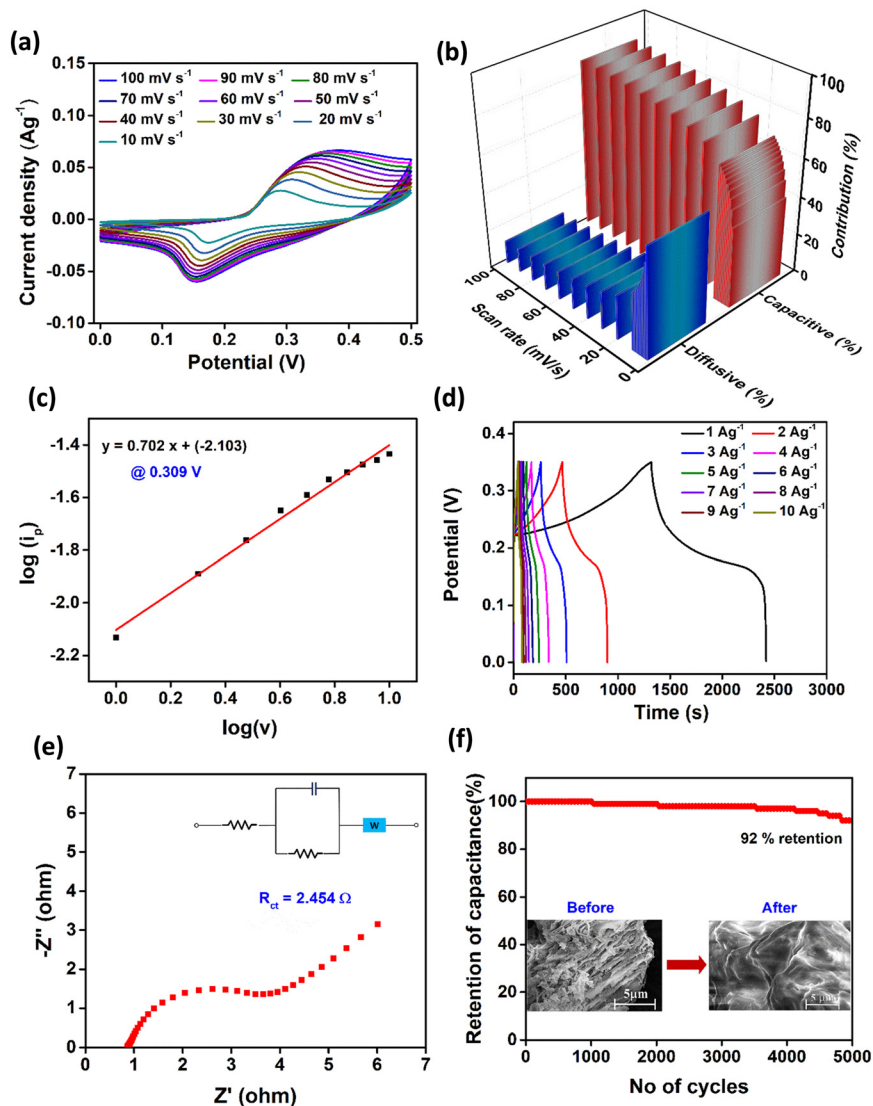 (a)
0.15
0.10
0.05
0.00
-0.05
-0.10
0.0 0.1 0.2 0.3 0.4 0.5
Current density (Ag⁻¹)
Potential (V)
100 mV s⁻¹ 90 mV s⁻¹ 80 mV s⁻¹
70 mV s⁻¹ 60 mV s⁻¹ 50 mV s⁻¹
40 mV s⁻¹ 30 mV s⁻¹ 20 mV s⁻¹
10 mV s⁻¹
(b)
100
80
60
40
20
0
Contribution (%)
100
80
60
40
20
0
Scan rate (mV/s)
Diffusive (%)
Capacitive (%)
(c)
y = 0.702 x + (-2.103)
@ 0.309 V
-1.4
-1.6
-1.8
-2.0
-2.2
0.0 0.2 0.4 0.6 0.8 1.0
log (iₚ)
log(v)
(d)
0.4
0.3
0.2
0.1
0.0
0 500 1000 1500 2000 2500 3000
Potential (V)
Time (s)
1 Ag⁻¹ 2 Ag⁻¹
3 Ag⁻¹ 4 Ag⁻¹
5 Ag⁻¹ 6 Ag⁻¹
7 Ag⁻¹ 8 Ag⁻¹
9 Ag⁻¹ 10 Ag⁻¹
(e)
7
6
5
4
3
2
1
0
0 1 2 3 4 5 6 7
-Z'' (ohm)
Z' (ohm)
W
R_ct = 2.454 Ω
(f)
100
80
60
40
20
0
0 1000 2000 3000 4000 5000
Retention of capacitance(%)
No of cycles
92 % retention
Before After
5μm 5 μm